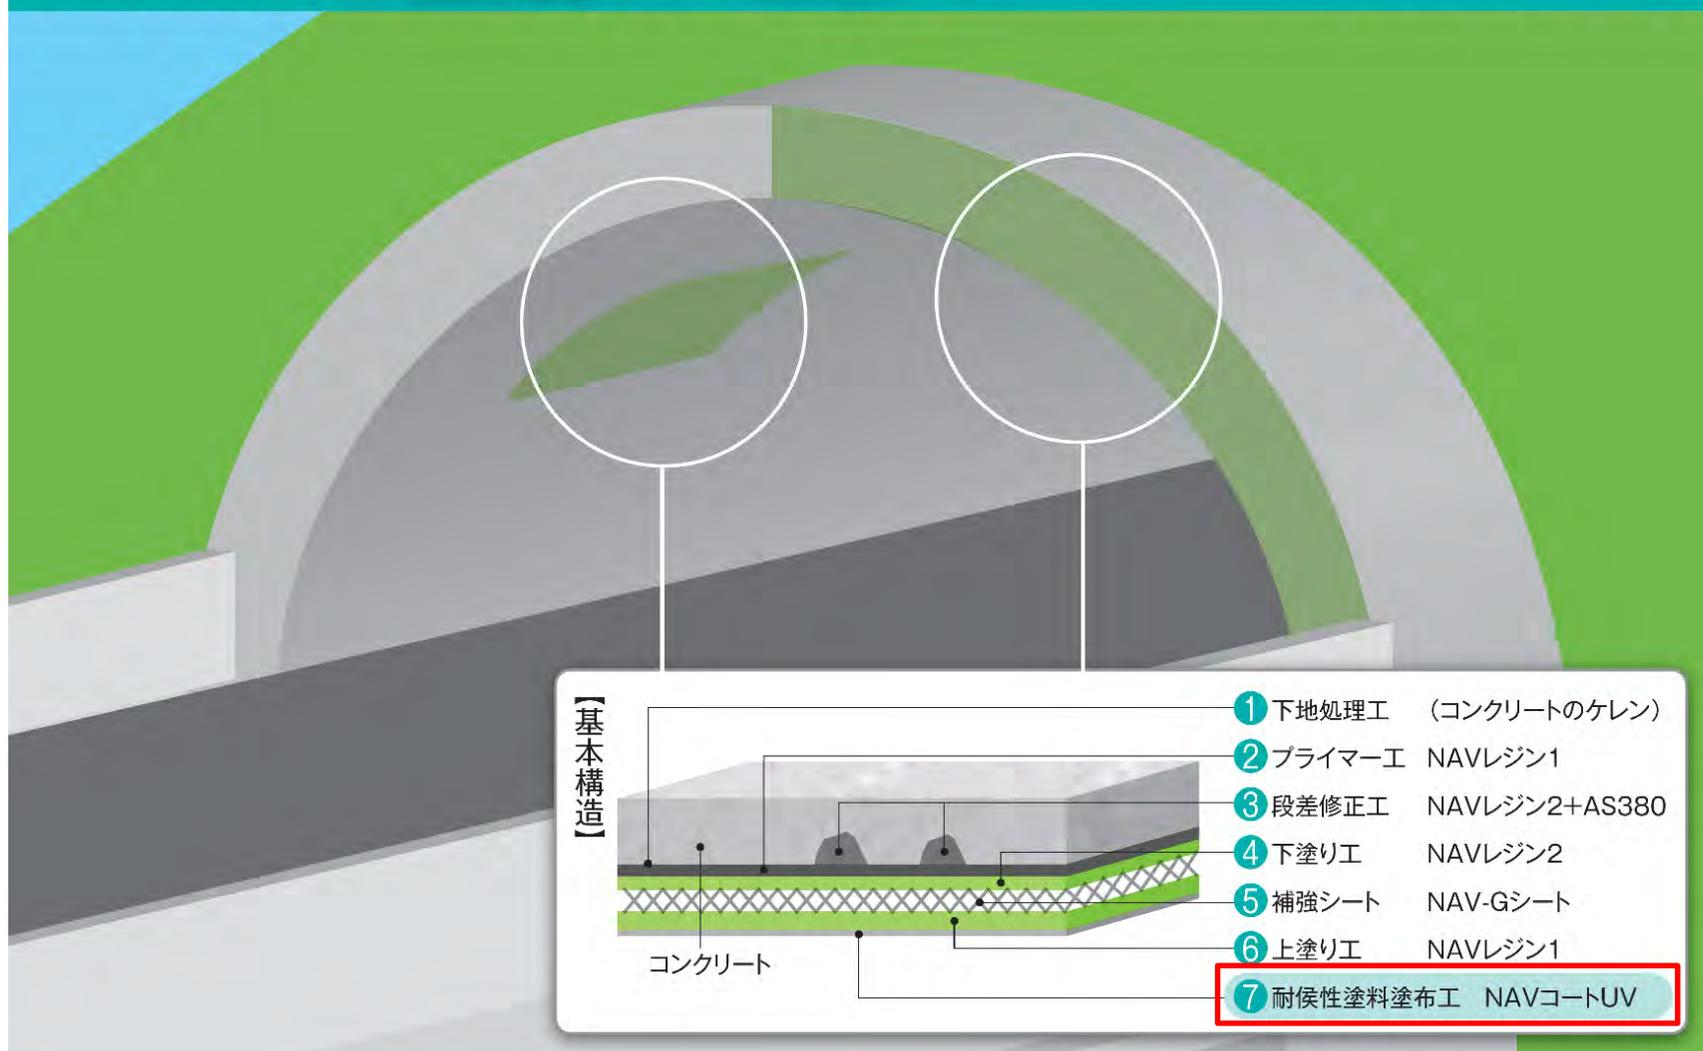 【基本構造】
① 下地処理工 (コンクリートのケレン)
② プライマー工 NAVレジン1
③ 段差修正工 NAVレジン2+AS380
④ 下塗り工 NAVレジン2
⑤ 補強シート NAV-Gシート
⑥ 上塗り工 NAVレジン1
⑦ 耐侯性塗料塗布工 NAVコートUV
コンクリート